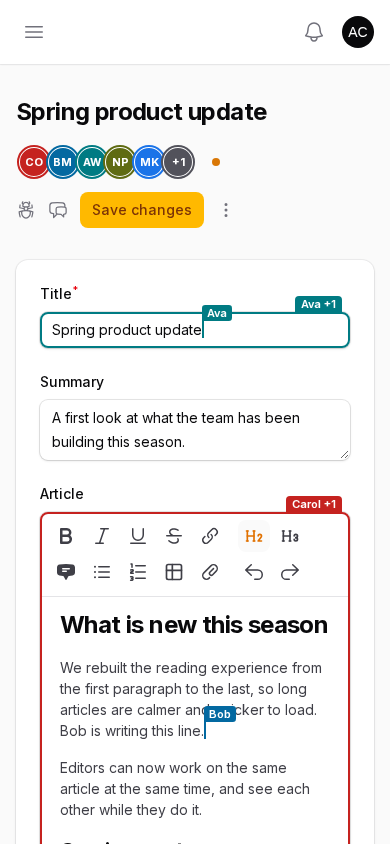 AC
Spring product update
CO BM AW NP MK +1
Save changes
Title*
Ava +1
Ava
Spring product update
Summary
A first look at what the team has been
building this season.
Article
Carol +1
B I U S H2 H3
What is new this season
We rebuilt the reading experience from
the first paragraph to the last, so long
articles are calmer and quicker to load.
Bob
Bob is writing this line.
Editors can now work on the same
article at the same time, and see each
other while they do it.